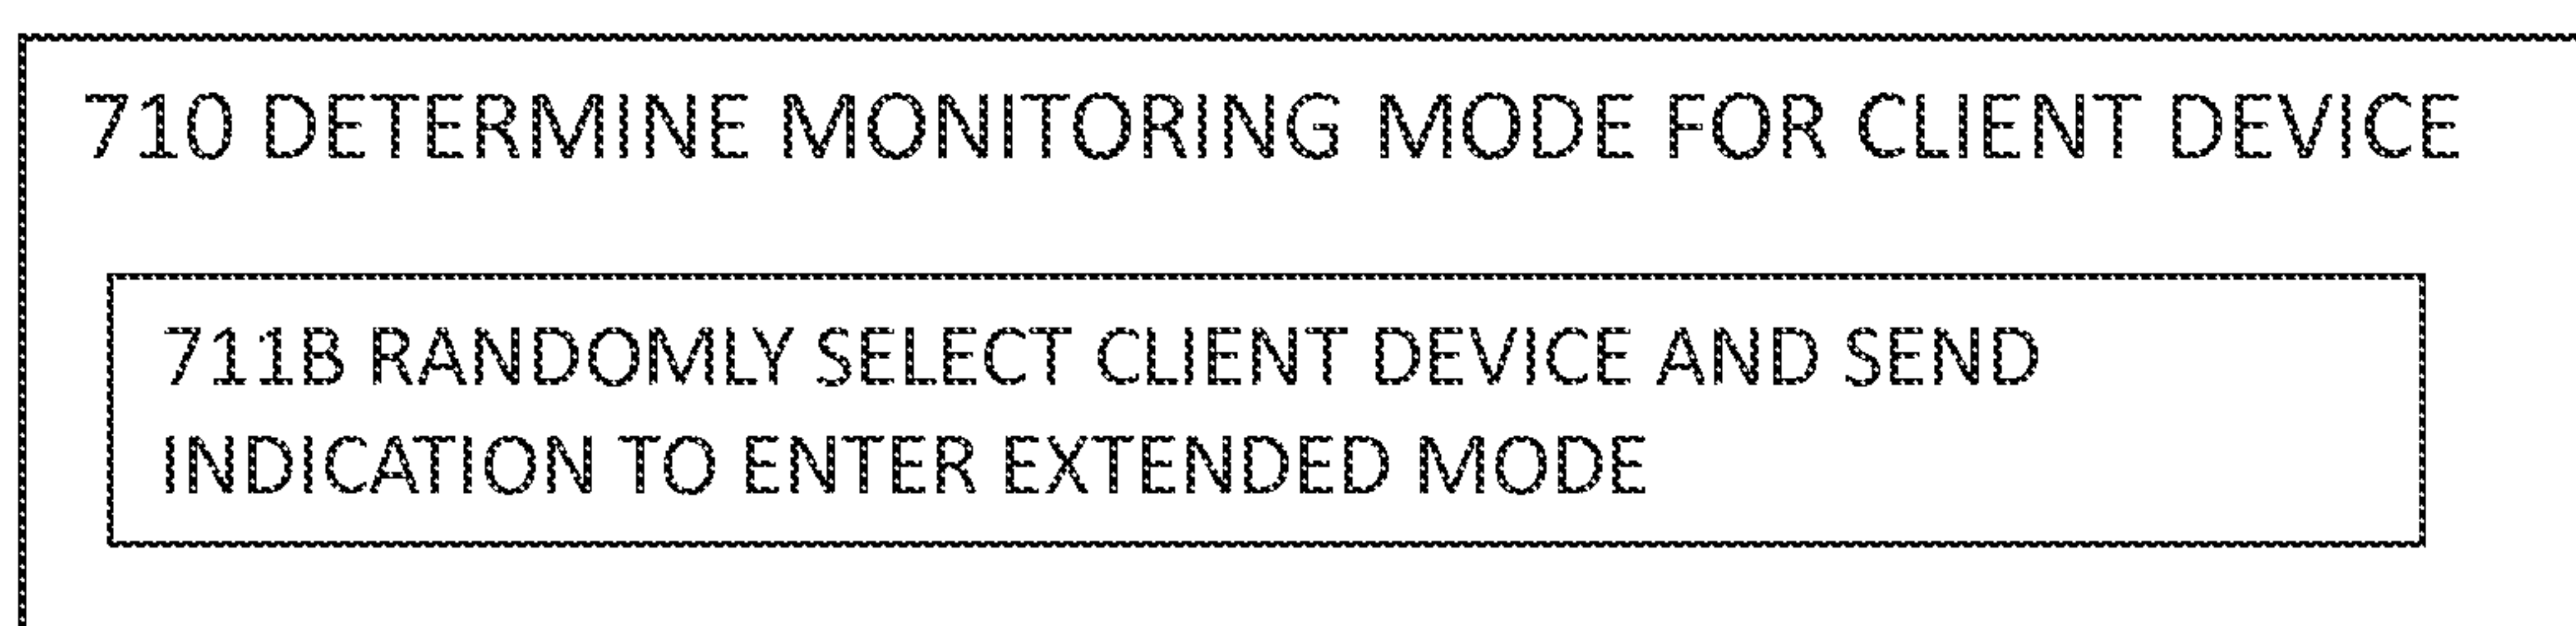 710 DETERMINE MONITORING MODE FOR CLIENT DEVICE
711B RANDOMLY SELECT CLIENT DEVICE AND SEND
INDICATION TO ENTER EXTENDED MODE